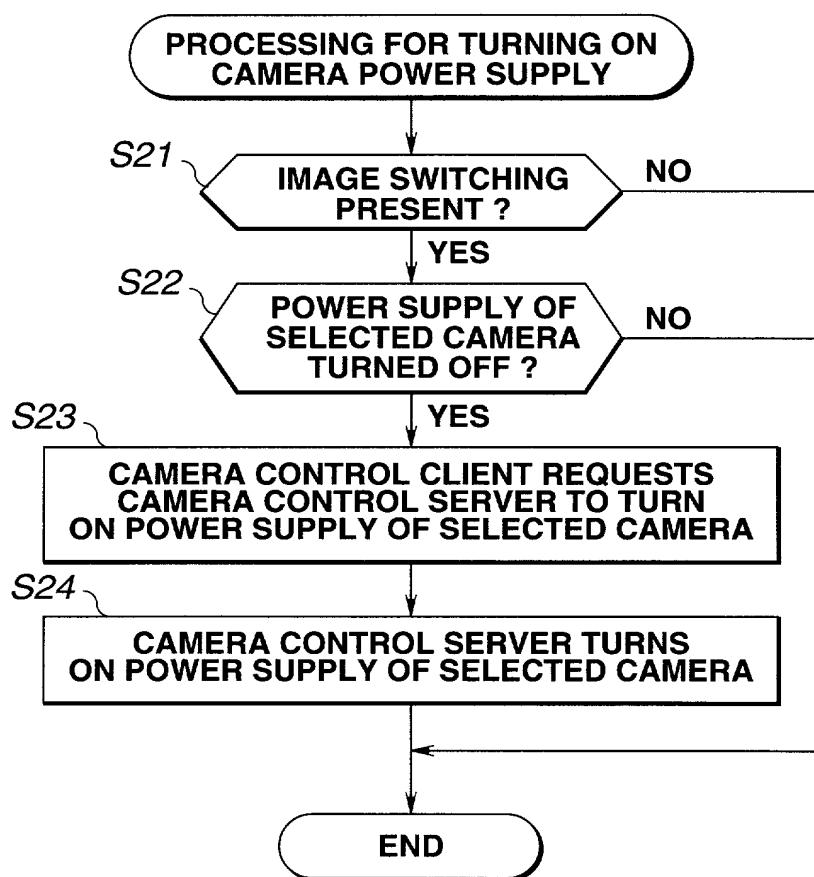 PROCESSING FOR TURNING ON
CAMERA POWER SUPPLY
S21
IMAGE SWITCHING
PRESENT ?
NO
YES
S22
POWER SUPPLY OF
SELECTED CAMERA
TURNED OFF ?
NO
YES
S23
CAMERA CONTROL CLIENT REQUESTS
CAMERA CONTROL SERVER TO TURN
ON POWER SUPPLY OF SELECTED CAMERA
S24
CAMERA CONTROL SERVER TURNS
ON POWER SUPPLY OF SELECTED CAMERA
END